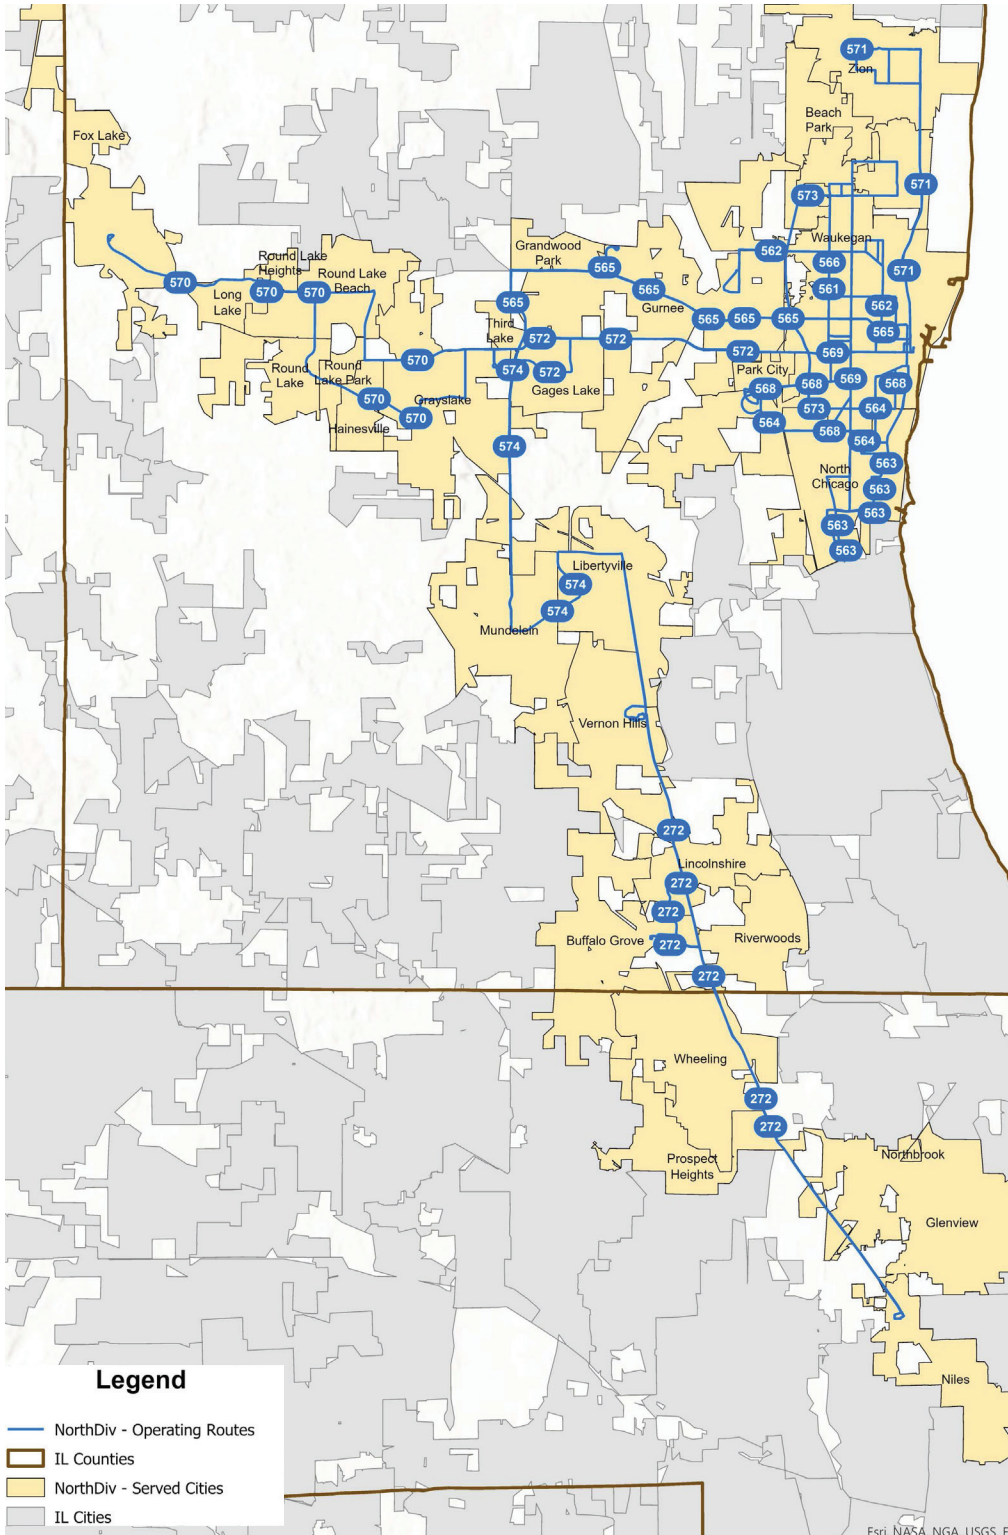 571
Zion
Beach
Park
Fox Lake
571
573
Waukegan
Grandwood
Park
562
Round Lake
Heights
565
566
571
Round Lake
Beach
570
570
570
565
561
Long
Lake
565
Gurnee
562
565
565
565
565
Third
Lake
572
572
572
569
570
574
572
Gages Lake
Park City
Round
Lake
Round
Lake Park
568
568
569
568
570
Grayslake
573
564
570
Hainesville
564
568
564
574
563
North
Chicago
563
563
563
563
Libertyville
574
574
Mundelein
Vernon Hills
272
Lincolnshire
272
272
Buffalo Grove
272
Riverwoods
272
Wheeling
272
272
Northbrook
Prospect
Heights
Glenview
Niles
Legend
NorthDiv - Operating Routes
IL Counties
NorthDiv - Served Cities
IL Cities
Esri, NASA, NGA, USGS